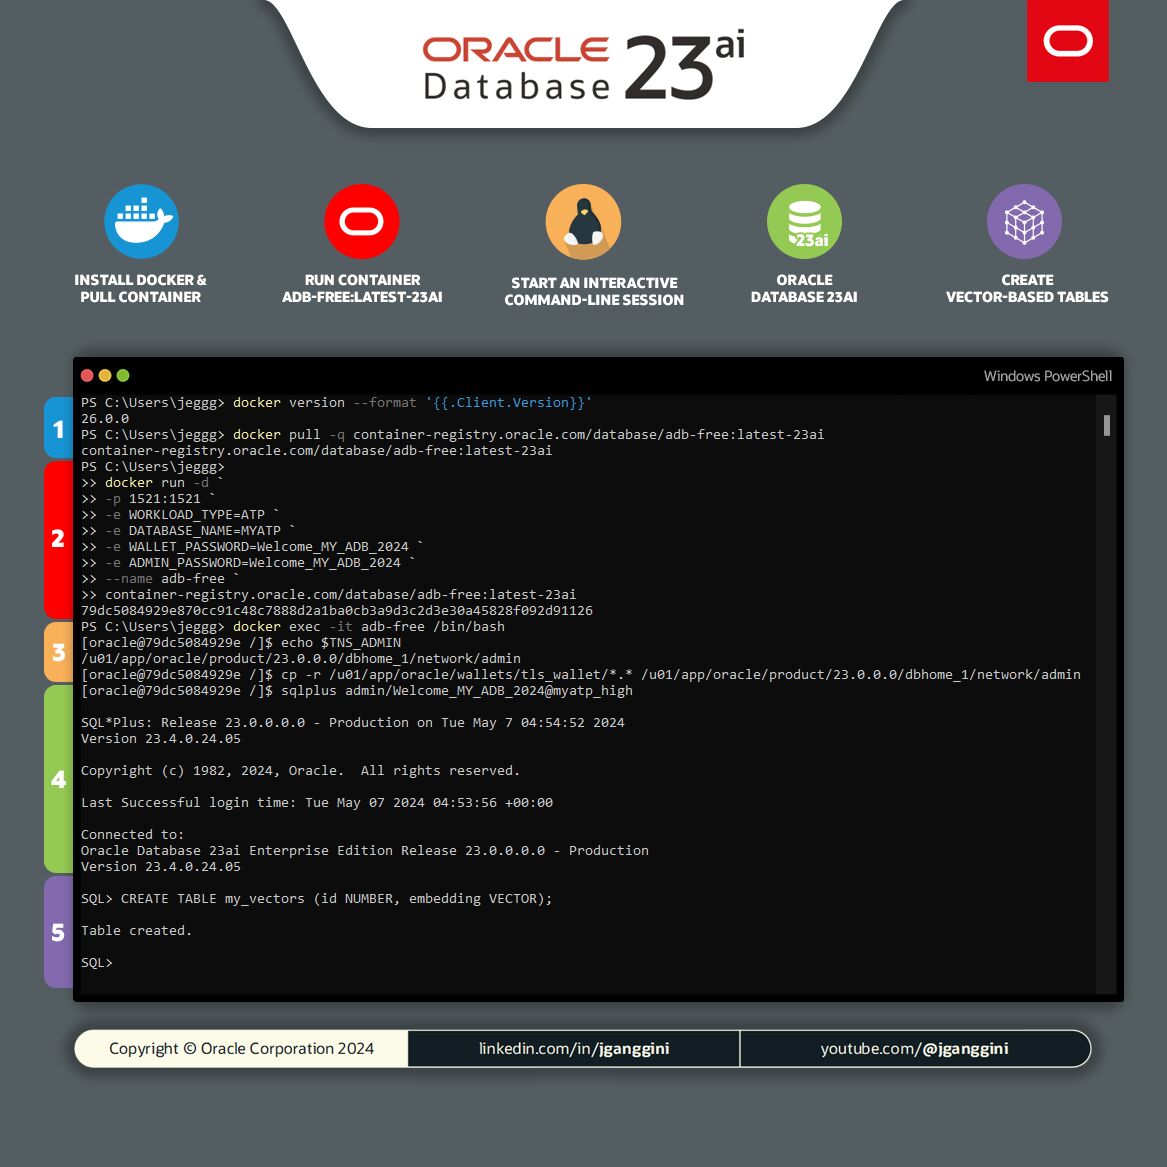 ORACLE
Database 23ai
INSTALL DOCKER &
PULL CONTAINER
RUN CONTAINER
ADB-FREE:LATEST-23AI
START AN INTERACTIVE
COMMAND-LINE SESSION
23ai
ORACLE
DATABASE 23AI
CREATE
VECTOR-BASED TABLES
Windows PowerShell
1
PS C:\Users\jeggg> docker version --format '{{.Client.Version}}'
26.0.0
PS C:\Users\jeggg> docker pull -q container-registry.oracle.com/database/adb-free:latest-23ai
container-registry.oracle.com/database/adb-free:latest-23ai
2
PS C:\Users\jeggg>
>> docker run -d `
>> -p 1521:1521 `
>> -e WORKLOAD_TYPE=ATP `
>> -e DATABASE_NAME=MYATP `
>> -e WALLET_PASSWORD=Welcome_MY_ADB_2024 `
>> -e ADMIN_PASSWORD=Welcome_MY_ADB_2024 `
>> --name adb-free `
>> container-registry.oracle.com/database/adb-free:latest-23ai
79dc5084929e870cc91c48c7888d2a1ba0cb3a9d3c2d3e30a45828f092d91126
3
PS C:\Users\jeggg> docker exec -it adb-free /bin/bash
[oracle@79dc5084929e /]$ echo $TNS_ADMIN
/u01/app/oracle/product/23.0.0.0/dbhome_1/network/admin
[oracle@79dc5084929e /]$ cp -r /u01/app/oracle/wallets/tls_wallet/*.* /u01/app/oracle/product/23.0.0.0/dbhome_1/network/admin
4
[oracle@79dc5084929e /]$ sqlplus admin/Welcome_MY_ADB_2024@myatp_high
SQL*Plus: Release 23.0.0.0.0 - Production on Tue May 7 04:54:52 2024
Version 23.4.0.24.05
Copyright (c) 1982, 2024, Oracle.  All rights reserved.
Last Successful login time: Tue May 07 2024 04:53:56 +00:00
Connected to:
Oracle Database 23ai Enterprise Edition Release 23.0.0.0.0 - Production
Version 23.4.0.24.05
5
SQL> CREATE TABLE my_vectors (id NUMBER, embedding VECTOR);
Table created.
SQL>
Copyright © Oracle Corporation 2024
linkedin.com/in/jganggini
youtube.com/@jganggini